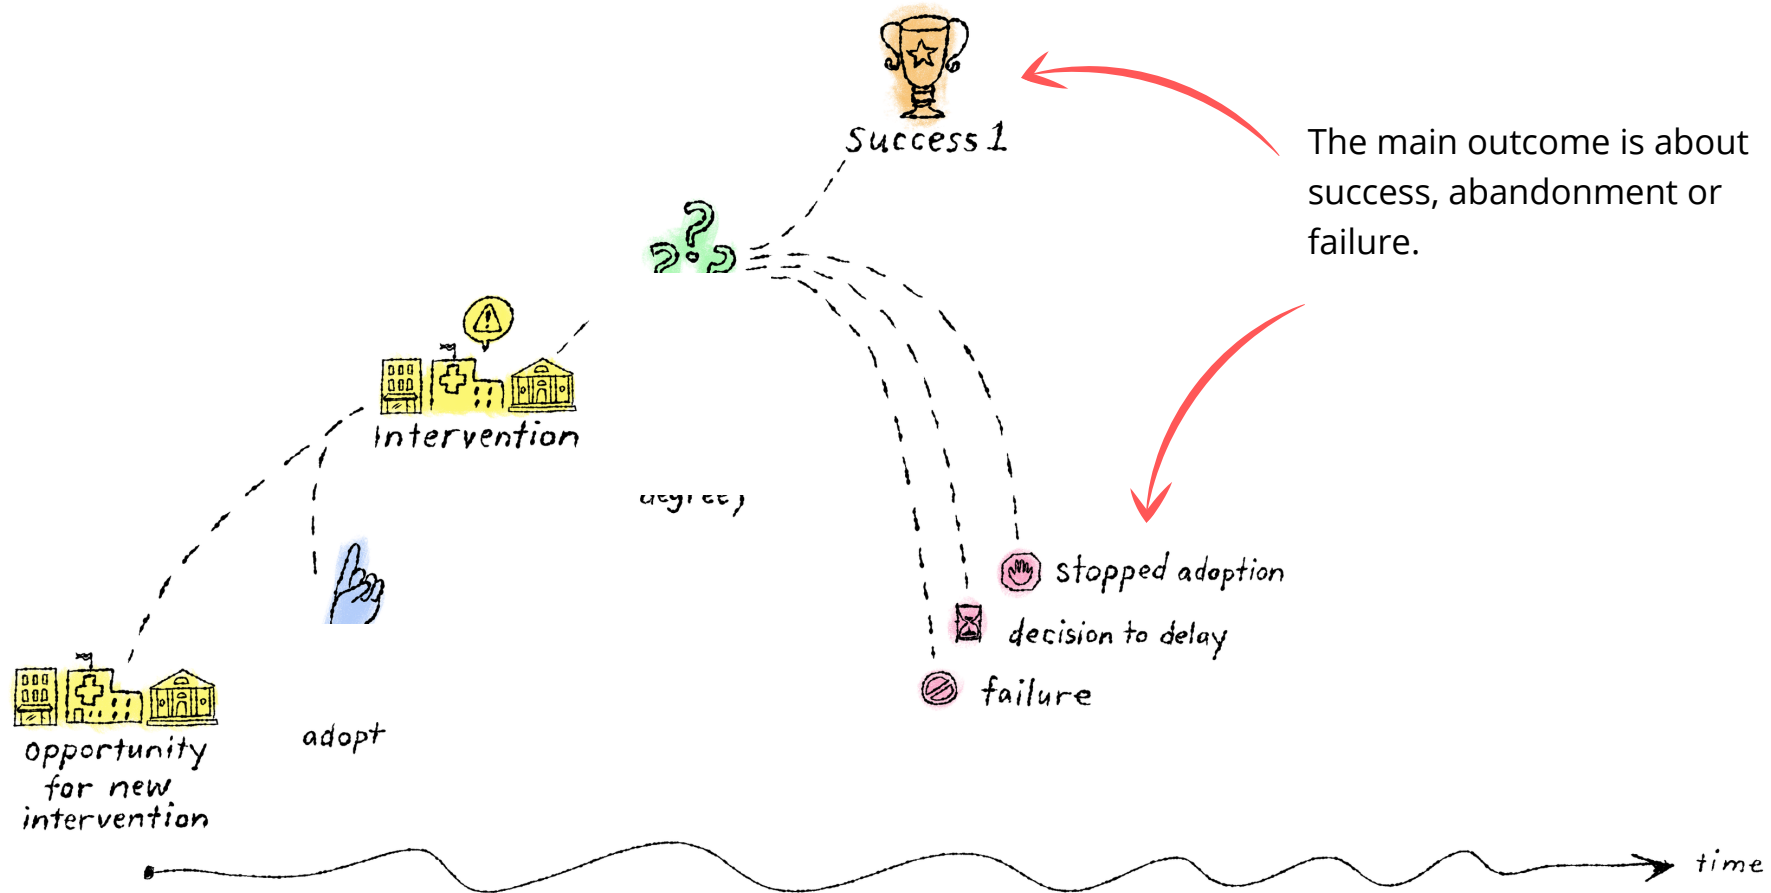 success 1
The main outcome is about
success, abandonment or
failure.
Intervention
stopped adoption
decision to delay
failure
adopt
opportunity
for new
intervention
time